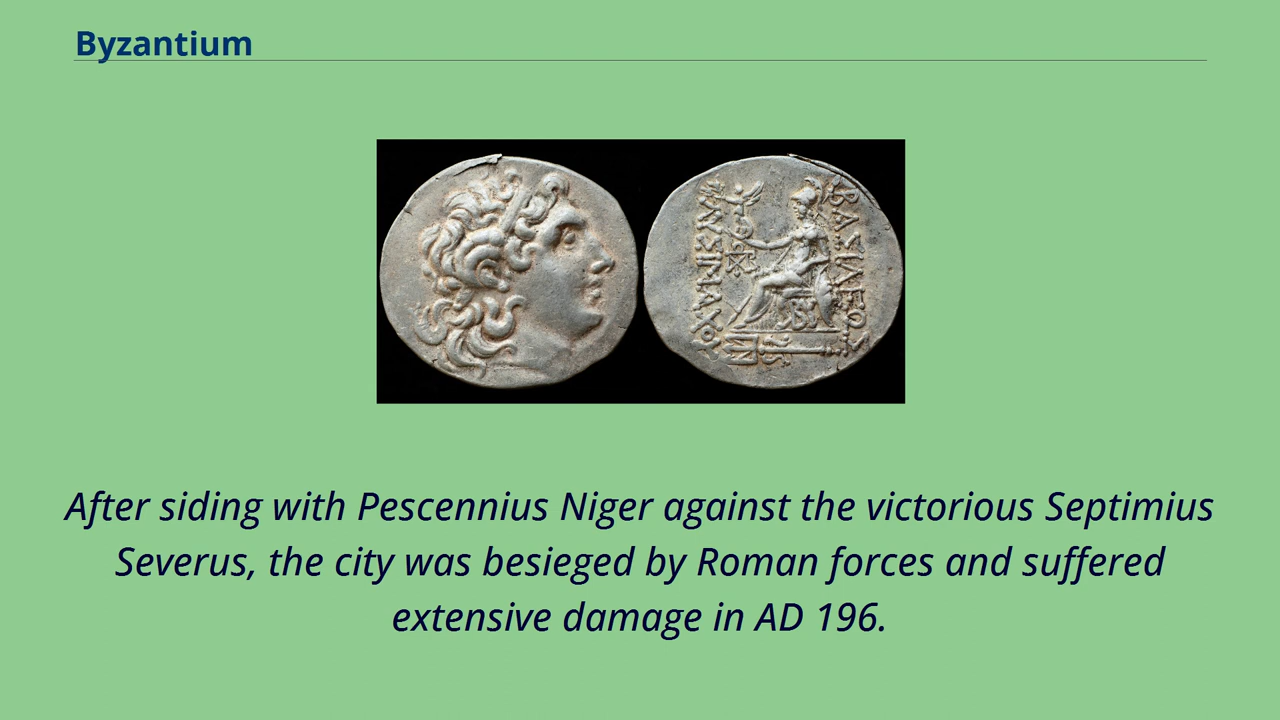 Byzantium
ΒΑΣΙΛΕΩΣ
ΛΥΣΙΜΑΧΟΥ
After siding with Pescennius Niger against the victorious Septimius
Severus, the city was besieged by Roman forces and suffered
extensive damage in AD 196.